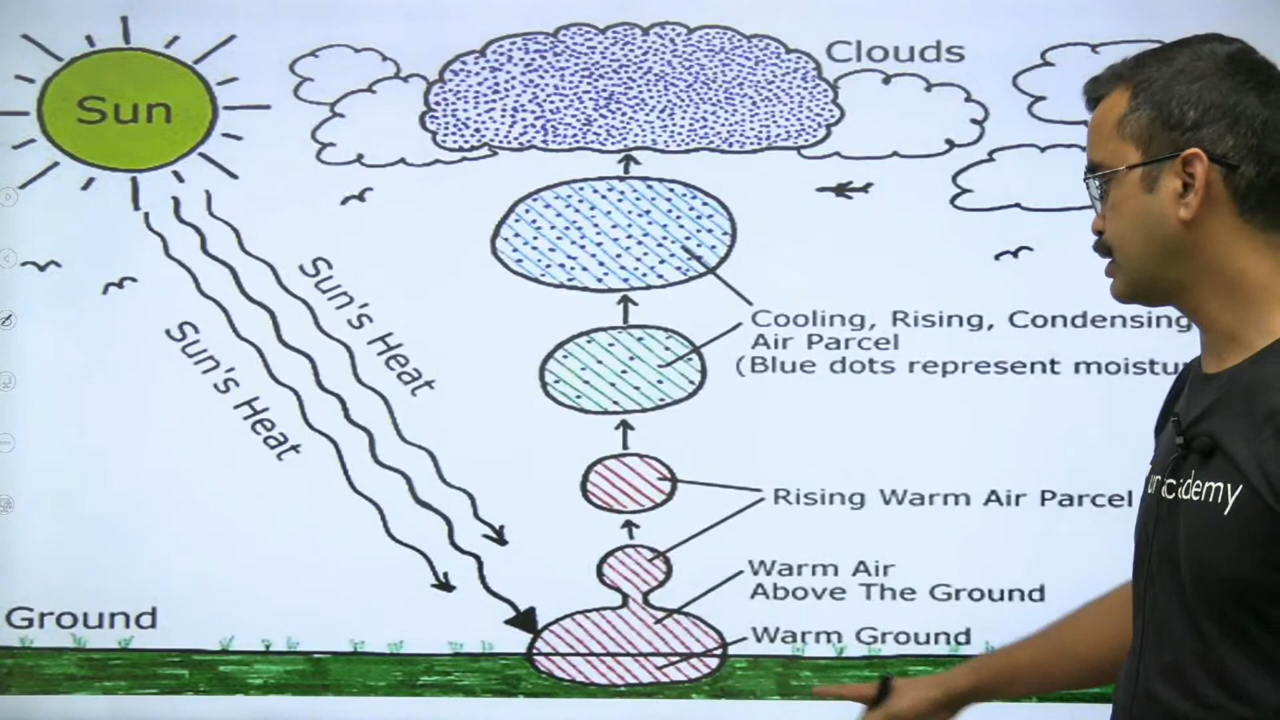 Sun
Clouds
Sun's Heat
Sun's Heat
Cooling, Rising, Condensing
Air Parcel
(Blue dots represent moistu
Rising Warm Air Parcel
Warm Air
Above The Ground
Ground
Warm Ground